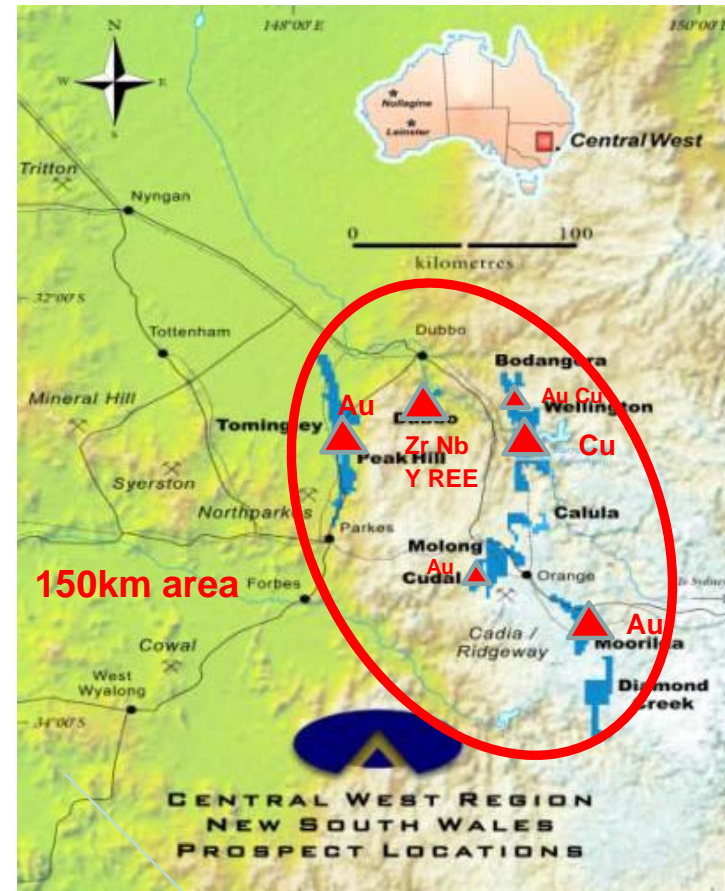 148°00'E
150°00'E
N
W
E
S
Nullagine
Leinster
Central West
Tritton
Nyngan
0
100
kilometres
32°00'S
Tottenham
Dubbo
Bodangora
Mineral Hill
Au
Au Cu
Tomingley
Dubbo
Wellington
Zr Nb
Cu
Peak Hill
Y REE
Syerston
Northparkes
Calula
Parkes
Molong
Au
150km area
Forbes
Cudal
Orange
To Sydney
Cadia /
Ridgeway
Au
Cowal
Moorilda
West
Wyalong
Diamond
Creek
34°00'S
CENTRAL WEST REGION
NEW SOUTH WALES
PROSPECT LOCATIONS